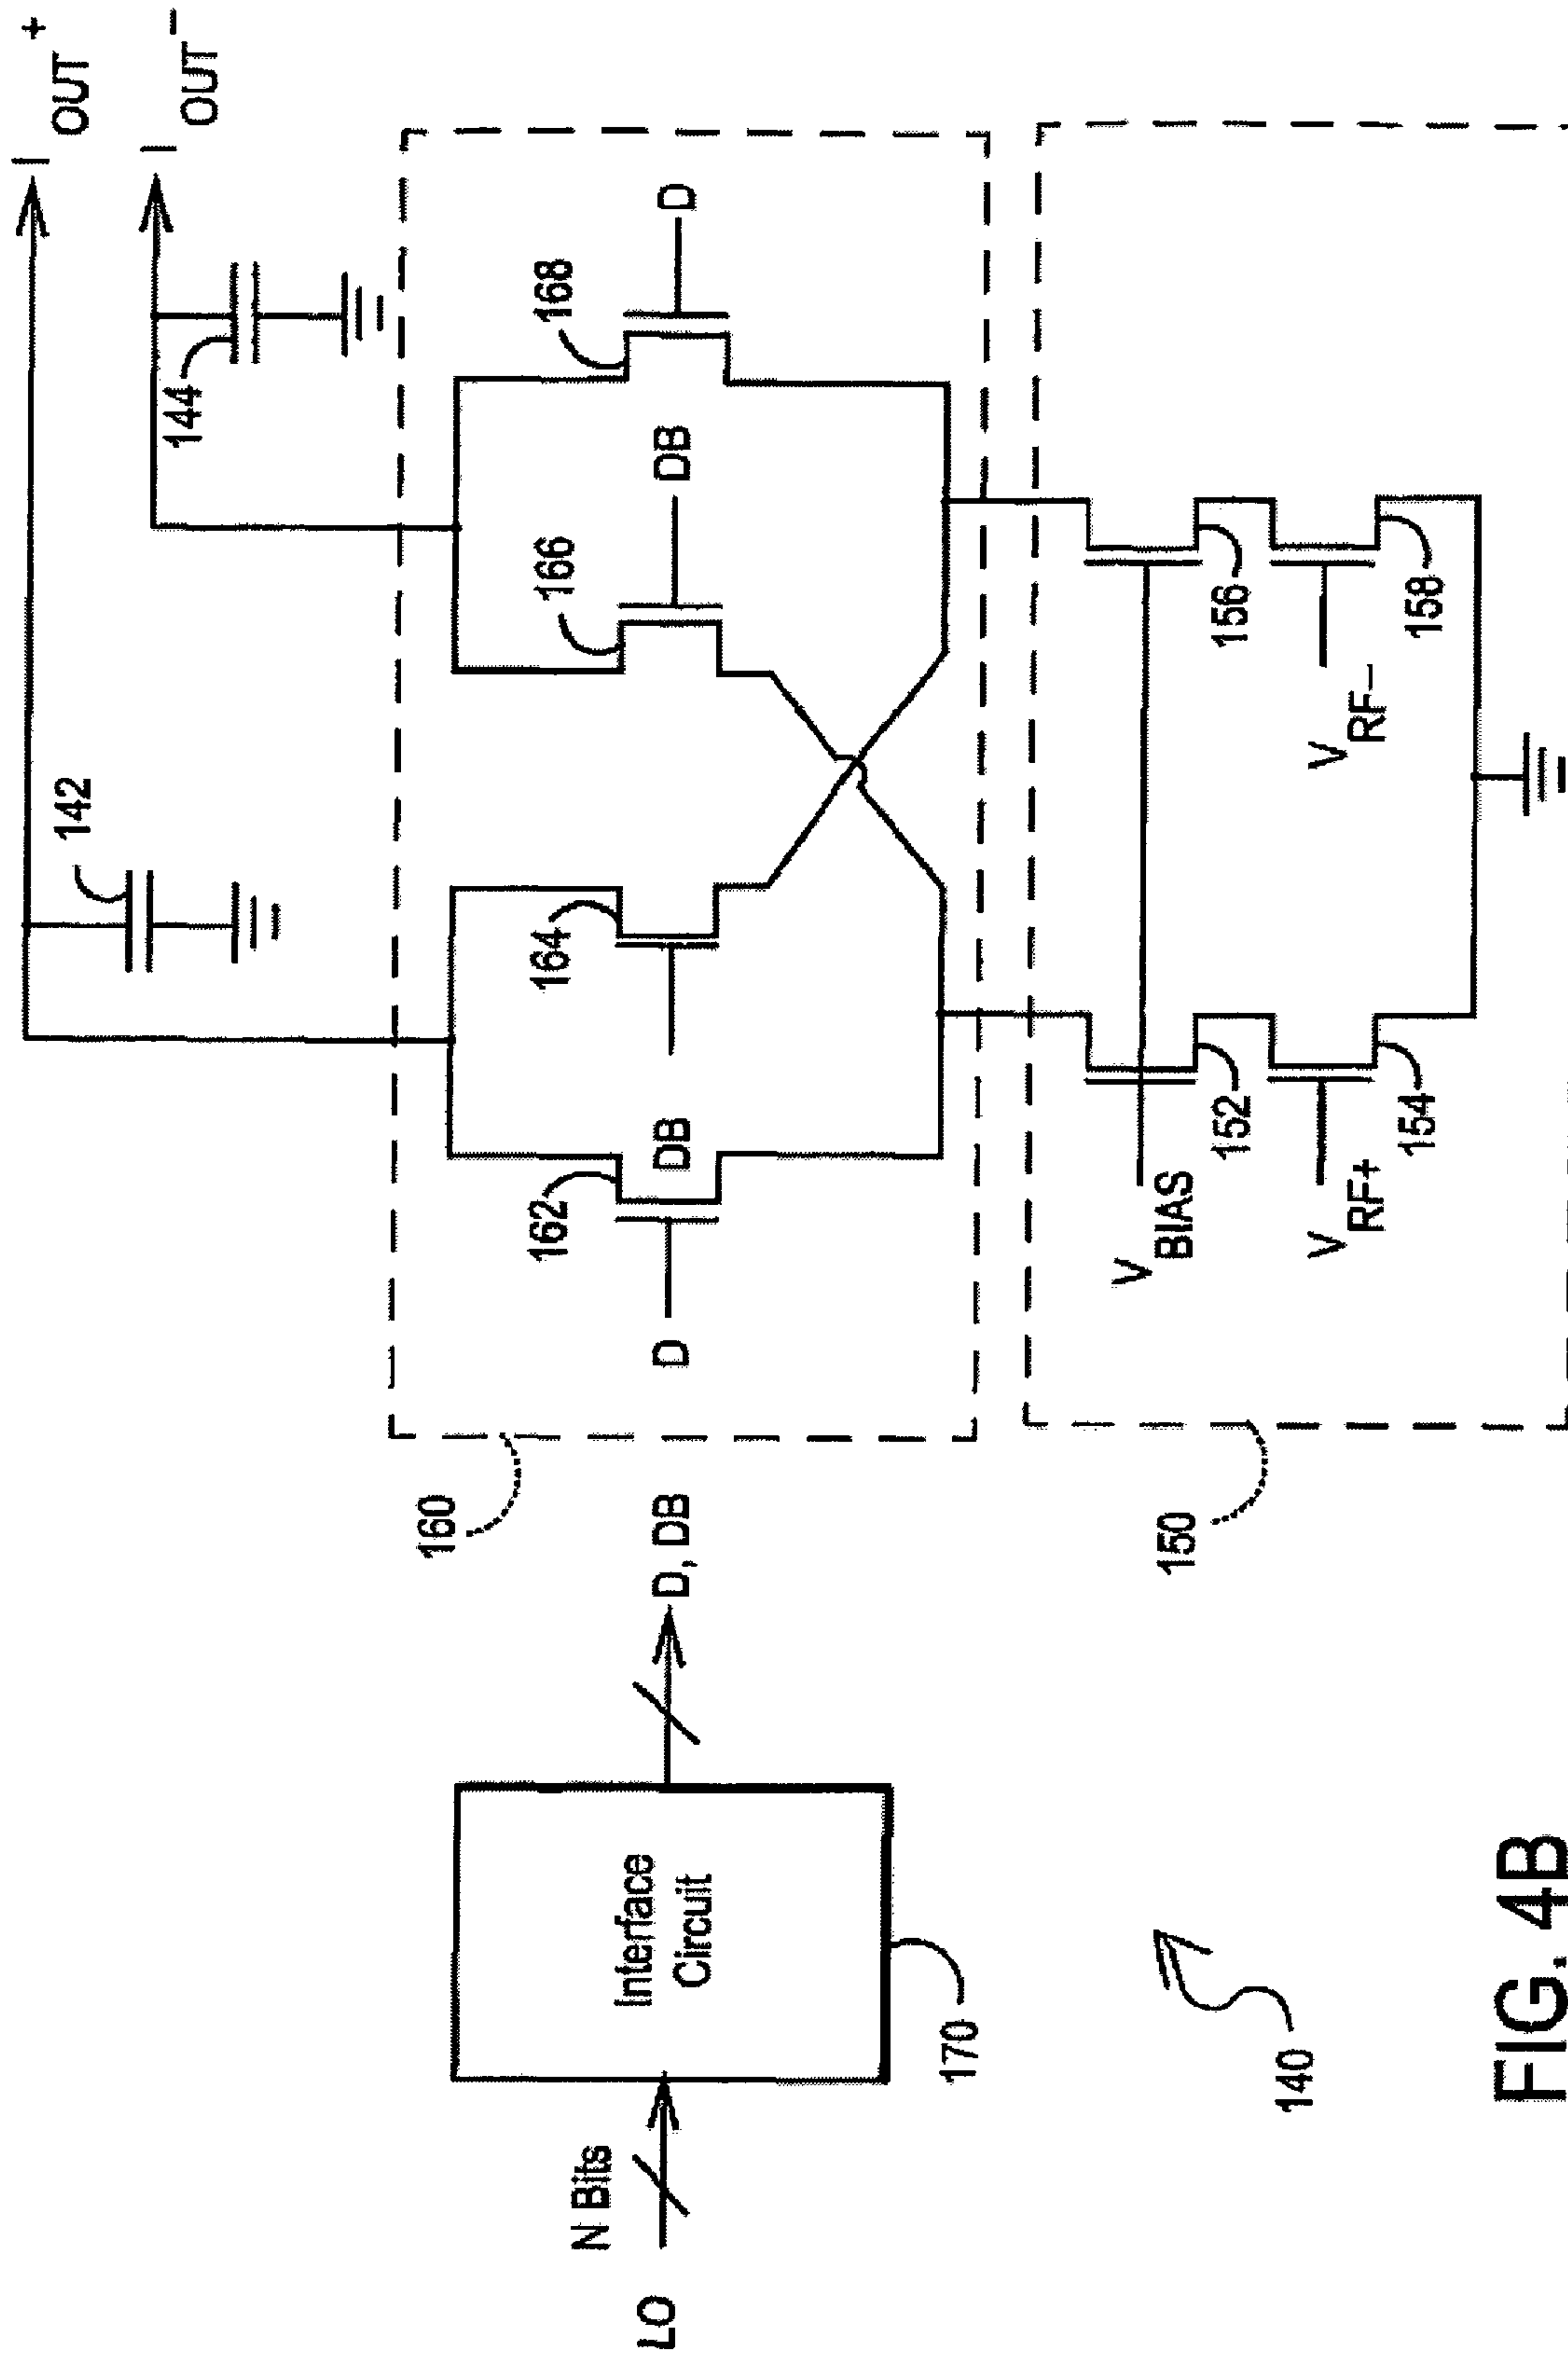 I OUT +
I OUT –
142
144
160
162
164
166
168
D
DB
DB
D
LO
N Bits
Interface
Circuit
170
D, DB
150
V BIAS
152
156
V RF+
154
V RF–
158
140
FIG. 4B